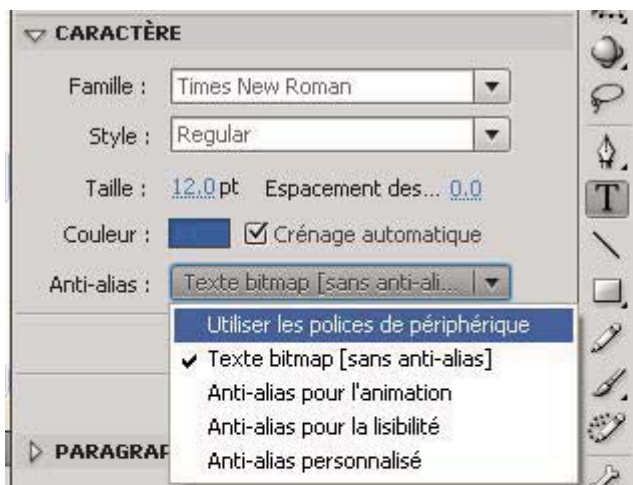 CARACTÈRE
Famille : Times New Roman
Style : Regular
Taille : 12,0 pt Espacement des... 0,0
Couleur : Crénage automatique
Anti-alias : Texte bitmap [sans anti-ali...
Utiliser les polices de périphérique
Texte bitmap [sans anti-alias]
Anti-alias pour l'animation
Anti-alias pour la lisibilité
PARAGRAF
Anti-alias personnalisé
T